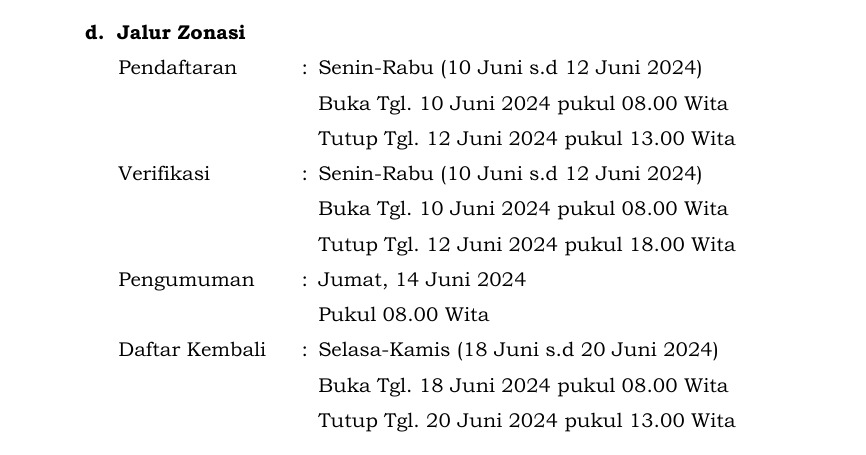 d. Jalur Zonasi
Pendaftaran : Senin-Rabu (10 Juni s.d 12 Juni 2024)
Buka Tgl. 10 Juni 2024 pukul 08.00 Wita
Tutup Tgl. 12 Juni 2024 pukul 13.00 Wita
Verifikasi : Senin-Rabu (10 Juni s.d 12 Juni 2024)
Buka Tgl. 10 Juni 2024 pukul 08.00 Wita
Tutup Tgl. 12 Juni 2024 pukul 18.00 Wita
Pengumuman : Jumat, 14 Juni 2024
Pukul 08.00 Wita
Daftar Kembali : Selasa-Kamis (18 Juni s.d 20 Juni 2024)
Buka Tgl. 18 Juni 2024 pukul 08.00 Wita
Tutup Tgl. 20 Juni 2024 pukul 13.00 Wita